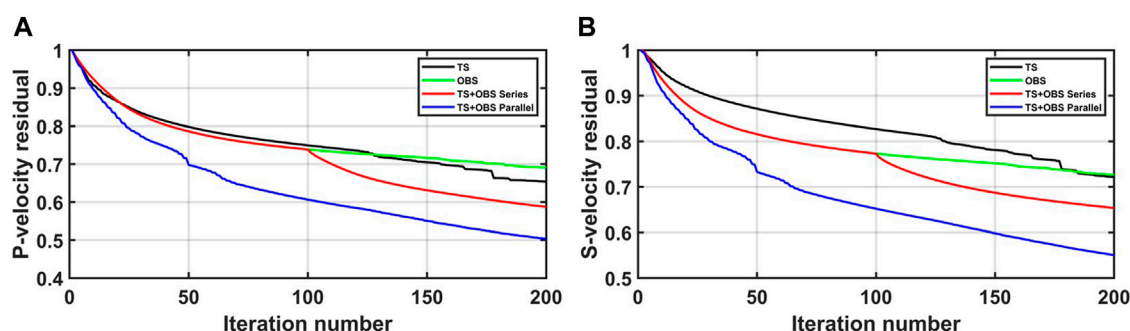 A
P-velocity residual
1
0.9
0.8
0.7
0.6
0.5
0.4
TS
OBS
TS+OBS Series
TS+OBS Parallel
0 50 100 150 200
Iteration number
B
S-velocity residual
1
0.9
0.8
0.7
0.6
0.5
TS
OBS
TS+OBS Series
TS+OBS Parallel
0 50 100 150 200
Iteration number